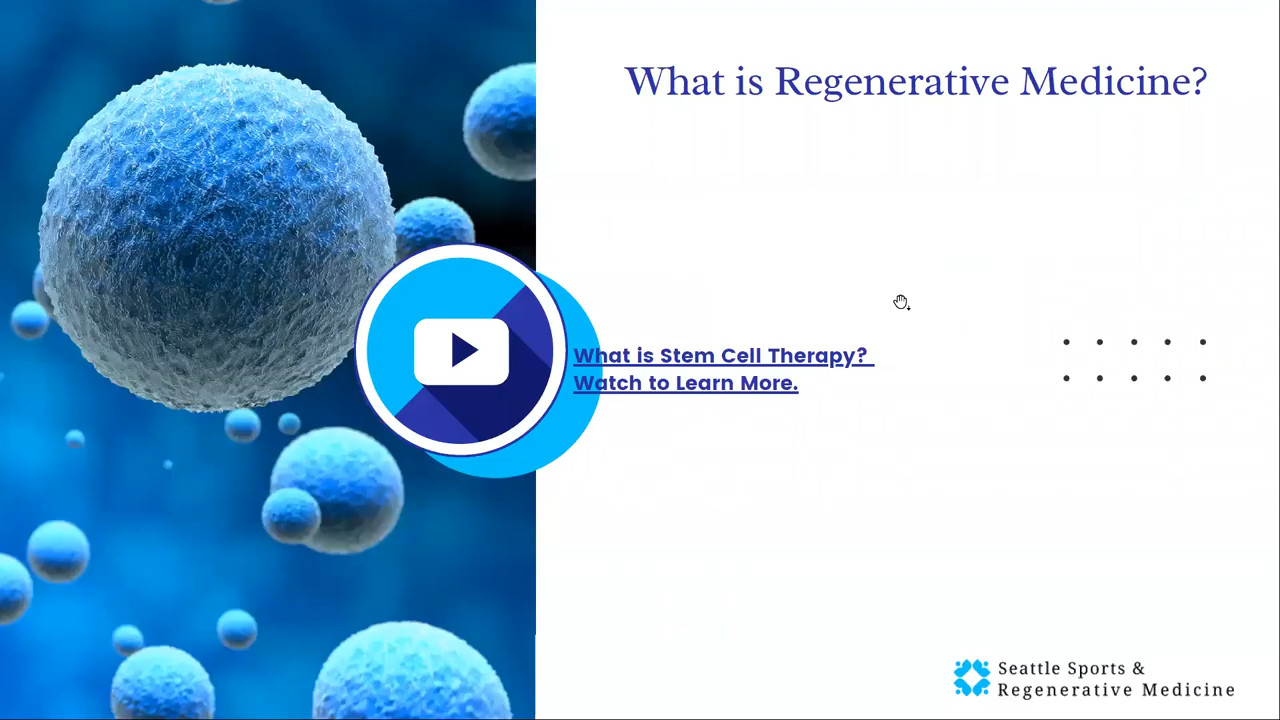 What is Regenerative Medicine?
What is Stem Cell Therapy?
Watch to Learn More.
Seattle Sports &
Regenerative Medicine